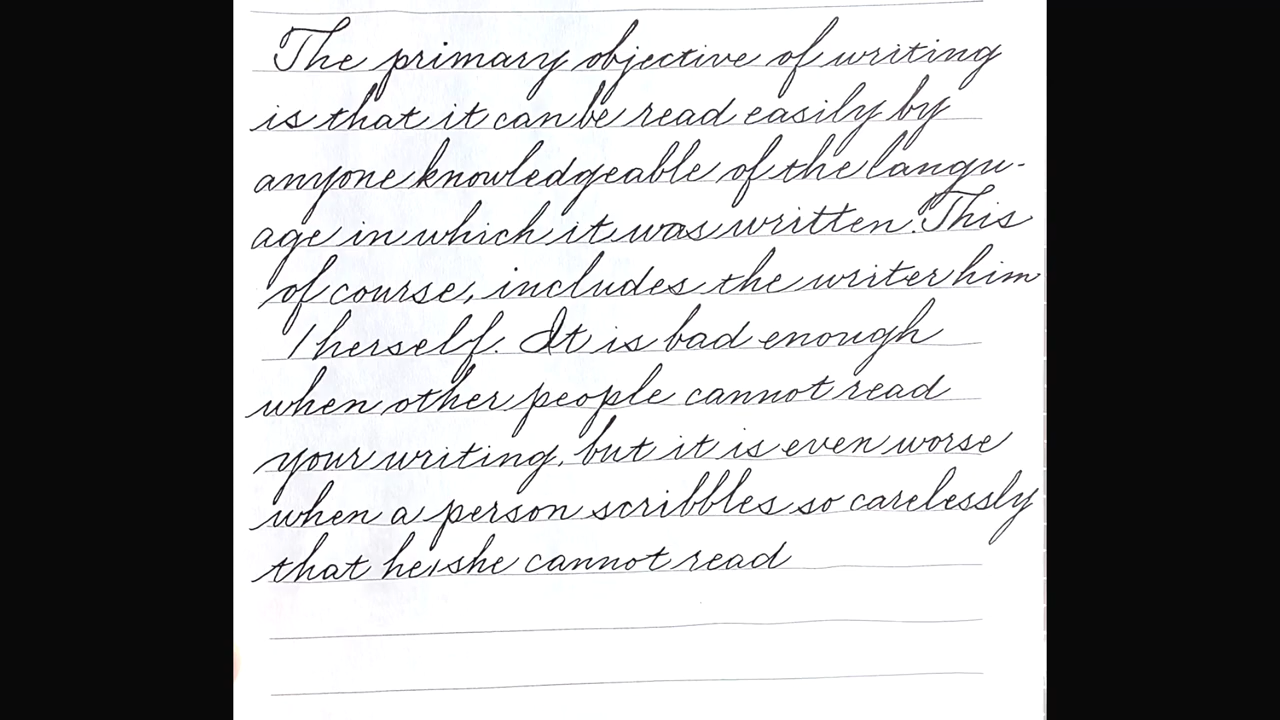 The primary objective of writing
is that it can be read easily by
anyone knowledgeable of the langu-
age in which it was written. This
of course, includes the writer him
/herself. It is bad enough
when other people cannot read
your writing, but it is even worse
when a person scribbles so carelessly
that he/she cannot read